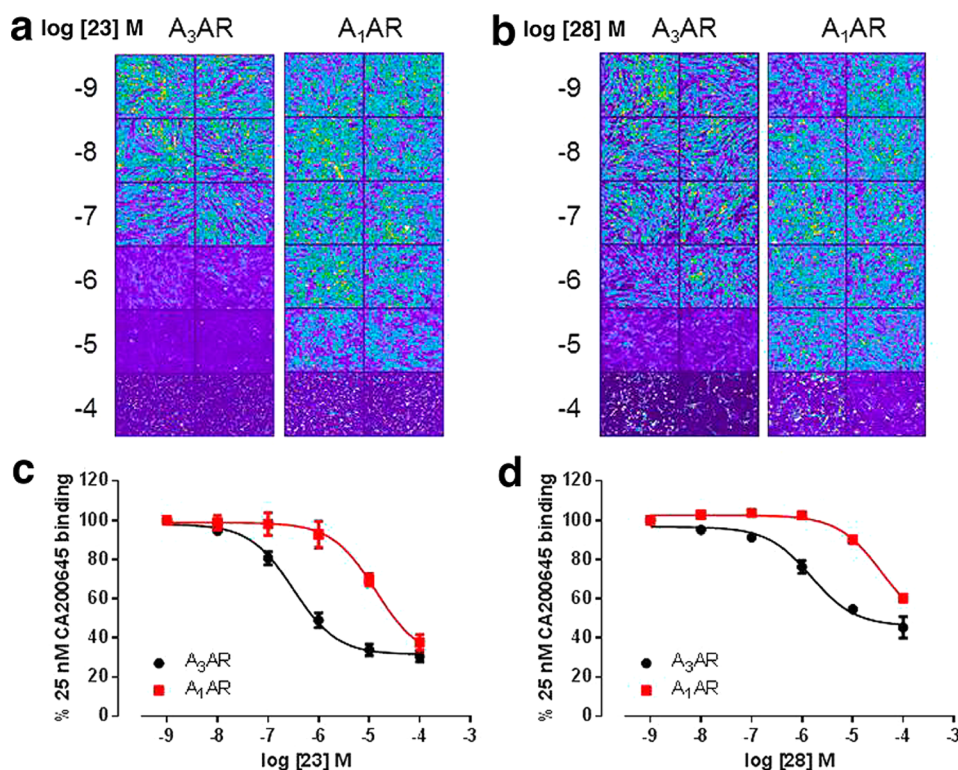 a log [23] M A₃AR A₁AR
-9
-8
-7
-6
-5
-4
b log [28] M A₃AR A₁AR
-9
-8
-7
-6
-5
-4
c
% 25 nM CA200645 binding
120
100
80
60
40
20
0
A₃AR
A₁AR
-9 -8 -7 -6 -5 -4 -3
log [23] M
d
% 25 nM CA200645 binding
120
100
80
60
40
20
0
A₃AR
A₁AR
-9 -8 -7 -6 -5 -4 -3
log [28] M